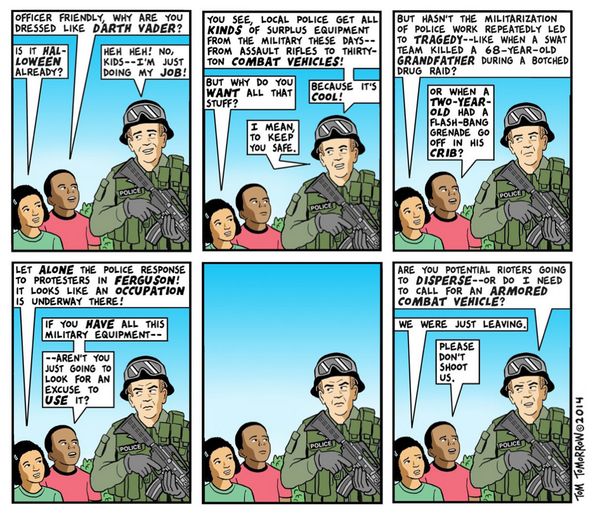 OFFICER FRIENDLY, WHY ARE YOU
DRESSED LIKE DARTH VADER?
IS IT HAL-
LOWEEN
ALREADY?
HEH HEH! NO,
KIDS--I'M JUST
DOING MY JOB!
POLICE
YOU SEE, LOCAL POLICE GET ALL
KINDS OF SURPLUS EQUIPMENT
FROM THE MILITARY THESE DAYS--
FROM ASSAULT RIFLES TO THIRTY-
TON COMBAT VEHICLES!
BUT WHY DO YOU
WANT ALL THAT
STUFF?
BECAUSE IT'S
COOL!
I MEAN,
TO KEEP
YOU SAFE.
POLICE
BUT HASN'T THE MILITARIZATION
OF POLICE WORK REPEATEDLY LED
TO TRAGEDY--LIKE WHEN A SWAT
TEAM KILLED A 68-YEAR-OLD
GRANDFATHER DURING A BOTCHED
DRUG RAID?
OR WHEN A
TWO-YEAR-
OLD HAD A
FLASH-BANG
GRENADE GO
OFF IN HIS
CRIB?
POLICE
LET ALONE THE POLICE RESPONSE
TO PROTESTERS IN FERGUSON!
IT LOOKS LIKE AN OCCUPATION
IS UNDERWAY THERE!
IF YOU HAVE ALL THIS
MILITARY EQUIPMENT--
--AREN'T YOU
JUST GOING TO
LOOK FOR AN
EXCUSE TO
USE IT?
POLICE
POLICE
ARE YOU POTENTIAL RIOTERS GOING
TO DISPERSE--OR DO I NEED
TO CALL FOR AN ARMORED
COMBAT VEHICLE?
WE WERE JUST LEAVING.
PLEASE
DON'T
SHOOT
US.
POLICE
TOM TOMORROW©2014